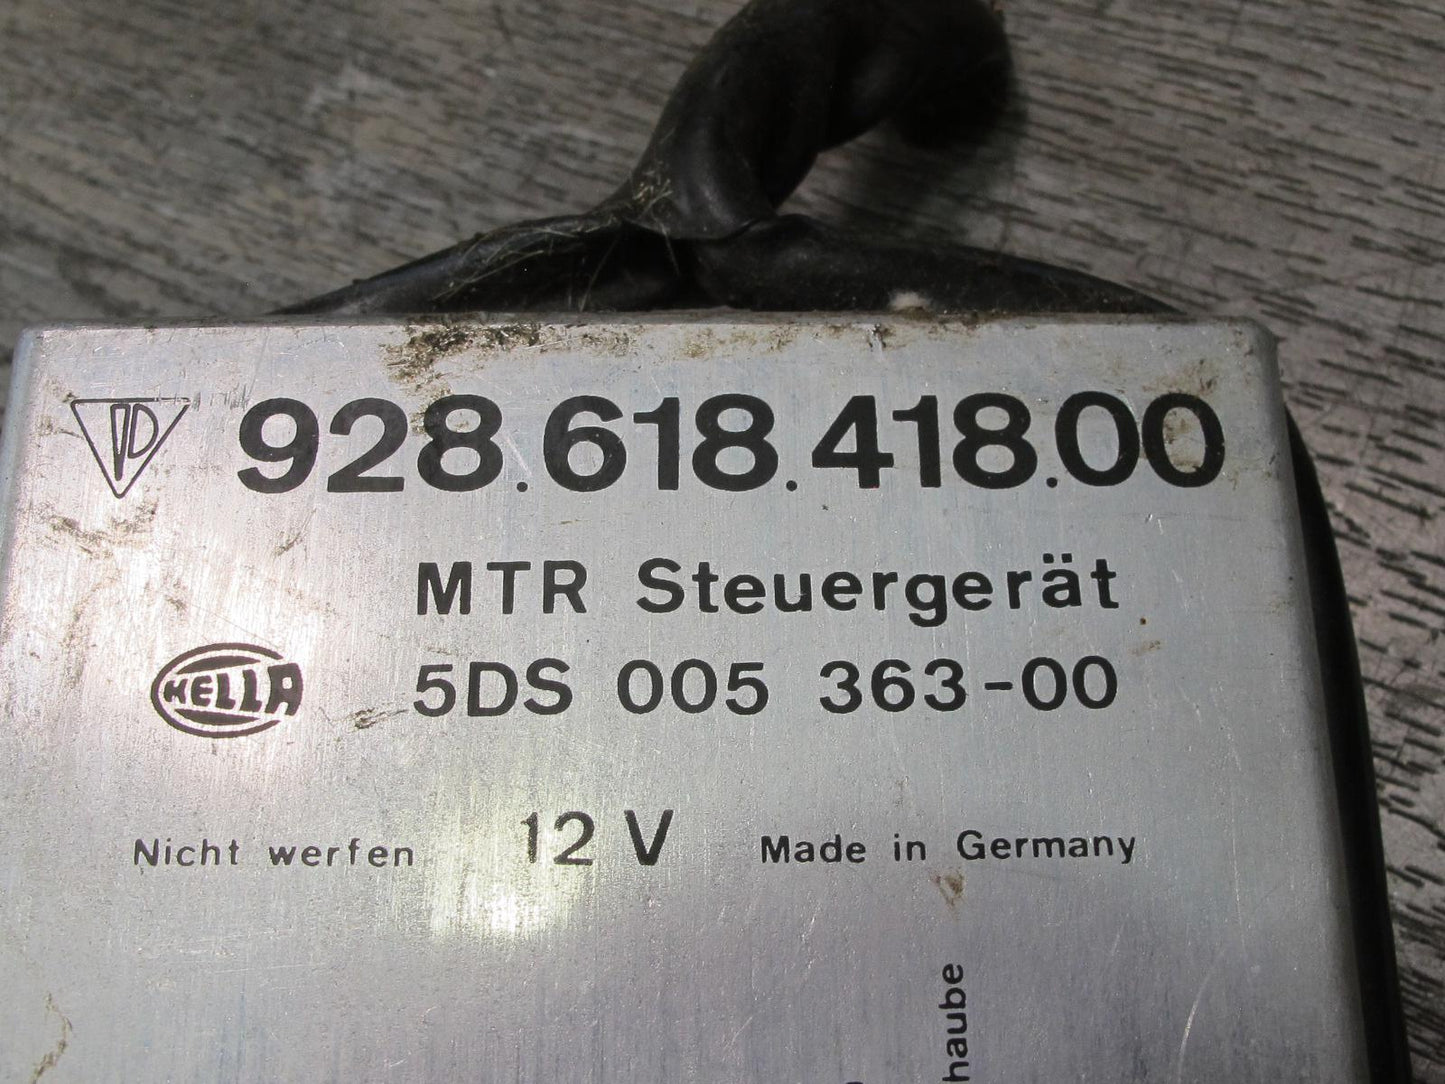 928.618.418.00
MTR Steuergerät
HELLA
5DS 005 363-00
Nicht werfen 12 V Made in Germany
haube